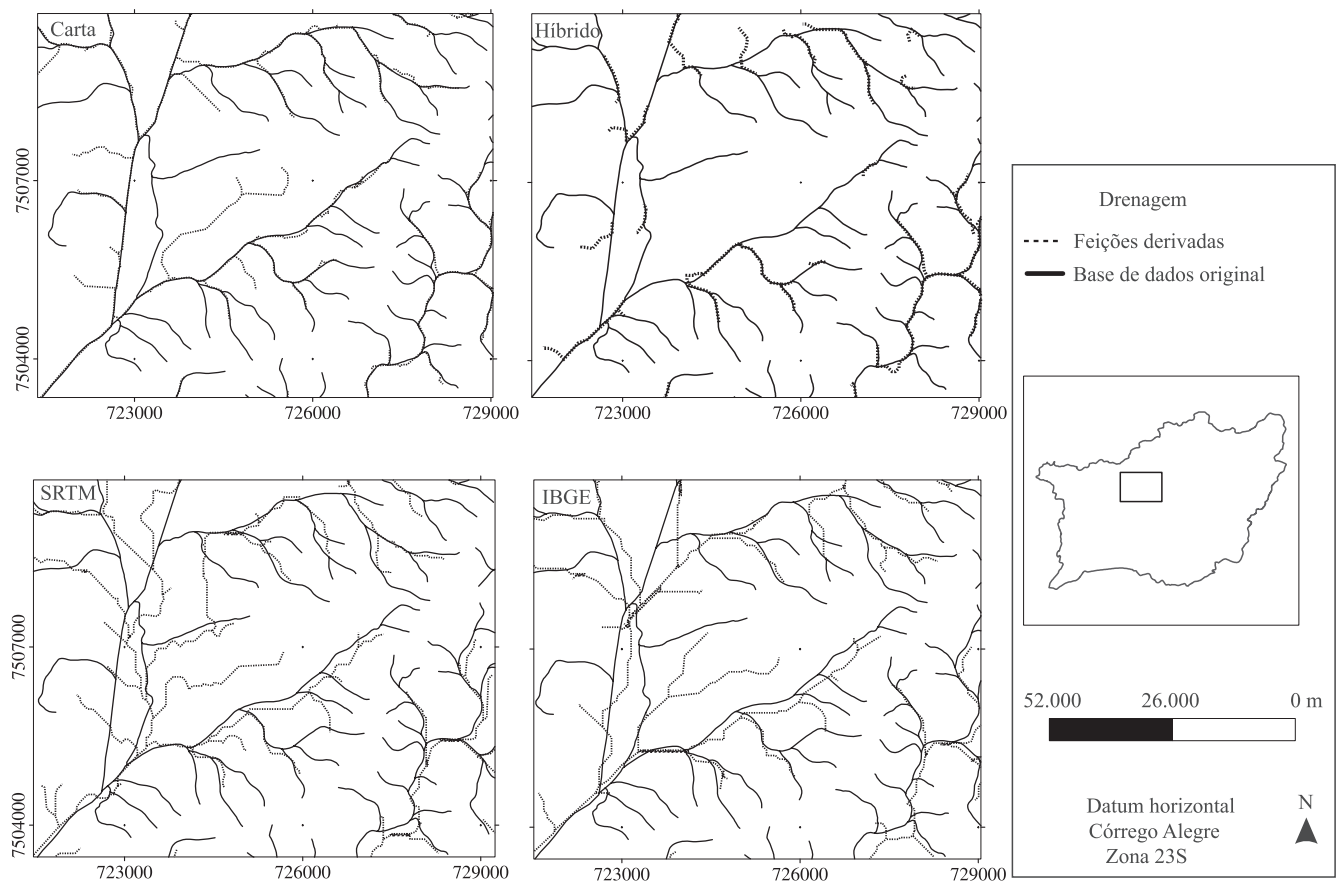 Carta
7507000
7504000
723000
726000
729000
Híbrido
723000
726000
729000
SRTM
7507000
7504000
723000
726000
729000
IBGE
723000
726000
729000
Drenagem
Feições derivadas
Base de dados original
52.000 26.000 0 m
Datum horizontal
Córrego Alegre
Zona 23S
N